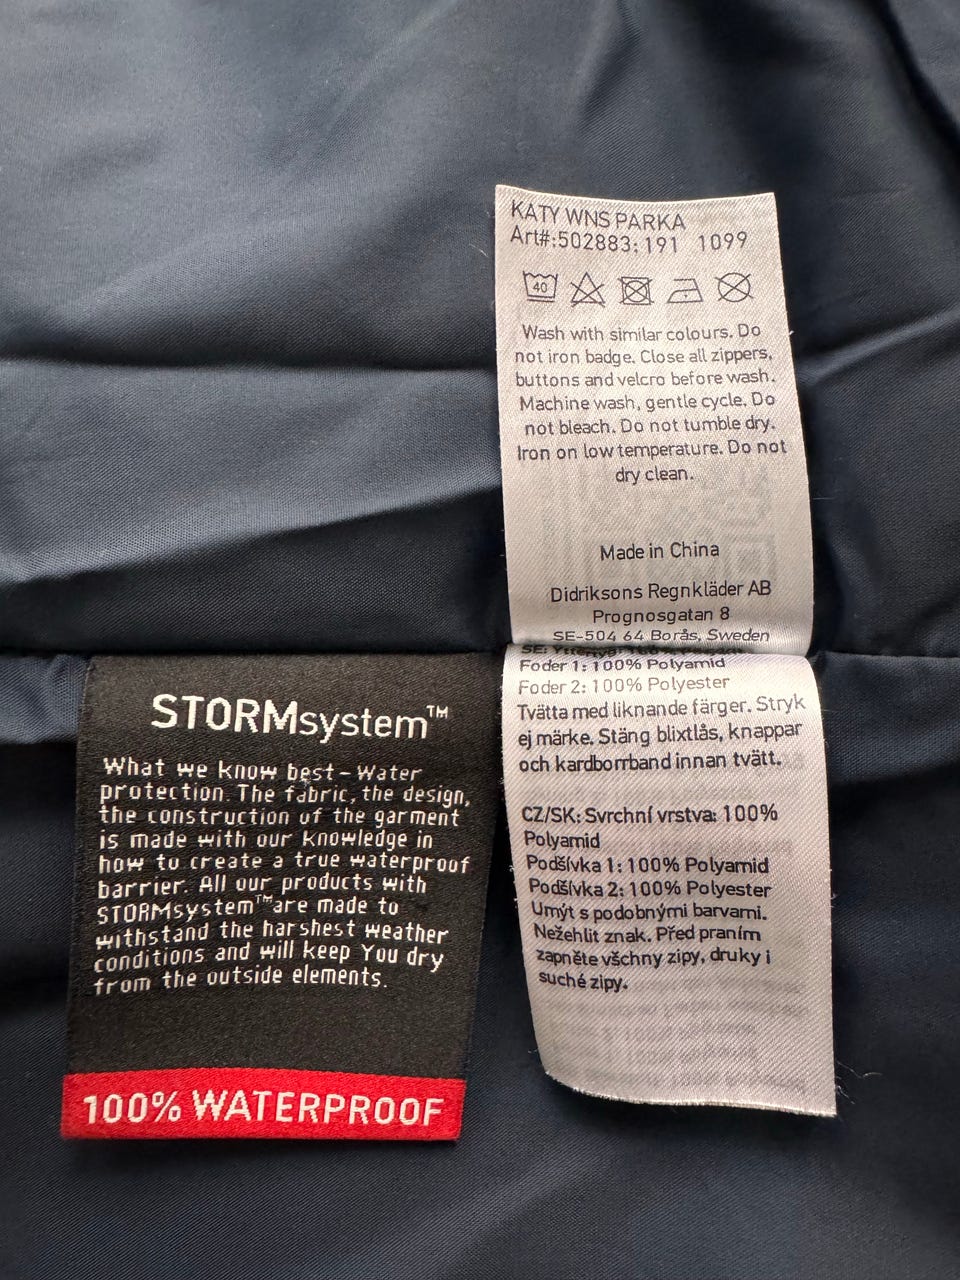 KATY WNS PARKA
Art#:502883:191 1099
40
Wash with similar colours. Do
not iron badge. Close all zippers,
buttons and velcro before wash.
Machine wash, gentle cycle. Do
not bleach. Do not tumble dry.
Iron on low temperature. Do not
dry clean.
Made in China
Didriksons Regnkläder AB
Prognosgatan 8
SE-504 64 Borås, Sweden
Foder 1: 100% Polyamid
Foder 2: 100% Polyester
Tvätta med liknande färger. Stryk
ej märke. Stäng blixtlås, knappar
och kardborrband innan tvätt.
CZ/SK: Svrchní vrstva: 100%
Polyamid
Podšívka 1: 100% Polyamid
Podšívka 2: 100% Polyester
Umýt s podobnými barvami.
Nežehlit znak. Před praním
zapněte všchny zipy, druky i
suché zipy.
STORMsystem™
What we know best - Water
protection. The fabric, the design,
the construction of the garment
is made with our knowledge in
how to create a true waterproof
barrier. All our products with
STORMsystem™ are made to
withstand the harshest weather
conditions and will keep You dry
from the outside elements.
100% WATERPROOF